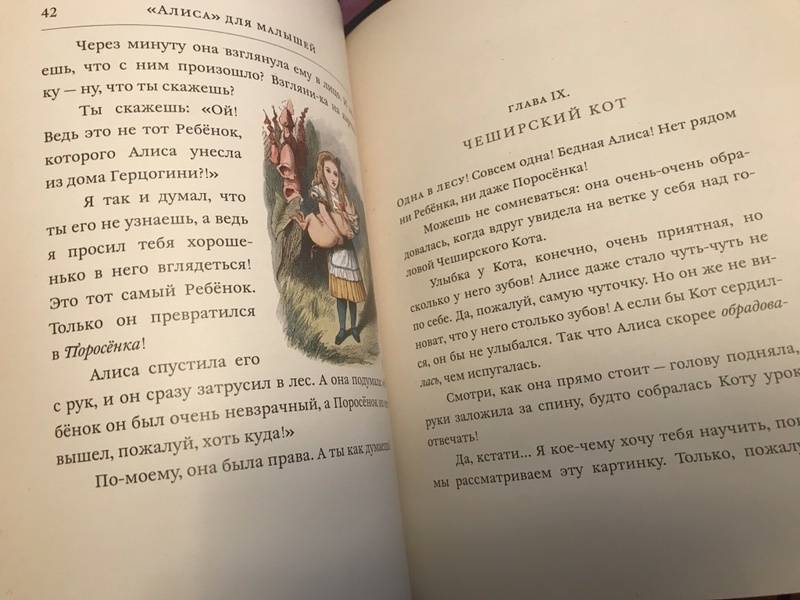 42
«Алиса» для малышей
Через минуту она взглянула ему в лицо. И
ешь, что с ним произошло? Взгляни-ка на
ку — ну, что ты скажешь?
Ты скажешь: «Ой!
Ведь это не тот Ребёнок,
которого Алиса унесла
из дома Герцогини?!»
Я так и думал, что
ты его не узнаешь, а ведь
я просил тебя хороше-
нько в него вглядеться!
Это тот самый Ребёнок.
Только он превратился
в Поросёнка!
Алиса спустила его
с рук, и он сразу затрусил в лес. А она подумала:
бёнок он был очень невзрачный, а Поросёнок
вышел, пожалуй, хоть куда!»
По-моему, она была права. А ты как думаешь
ГЛАВА IX.
ЧЕШИРСКИЙ КОТ
Одна в лесу! Совсем одна! Бедная Алиса! Нет рядом
ни Ребёнка, ни даже Поросёнка!
Можешь не сомневаться: она очень-очень обра-
довалась, когда вдруг увидела на ветке у себя над го-
ловой Чеширского Кота.
Улыбка у Кота, конечно, очень приятная, но
сколько у него зубов! Алисе даже стало чуть-чуть не
по себе. Да, пожалуй, самую чуточку. Но он же не ви-
новат, что у него столько зубов! А если бы Кот сердил-
ся, он бы не улыбался. Так что Алиса скорее обрадова-
лась, чем испугалась.
Смотри, как она прямо стоит — голову подняла,
руки заложила за спину, будто собралась Коту урок
отвечать!
Да, кстати... Я кое-чему хочу тебя научить, пок
мы рассматриваем эту картинку. Только, пожалу